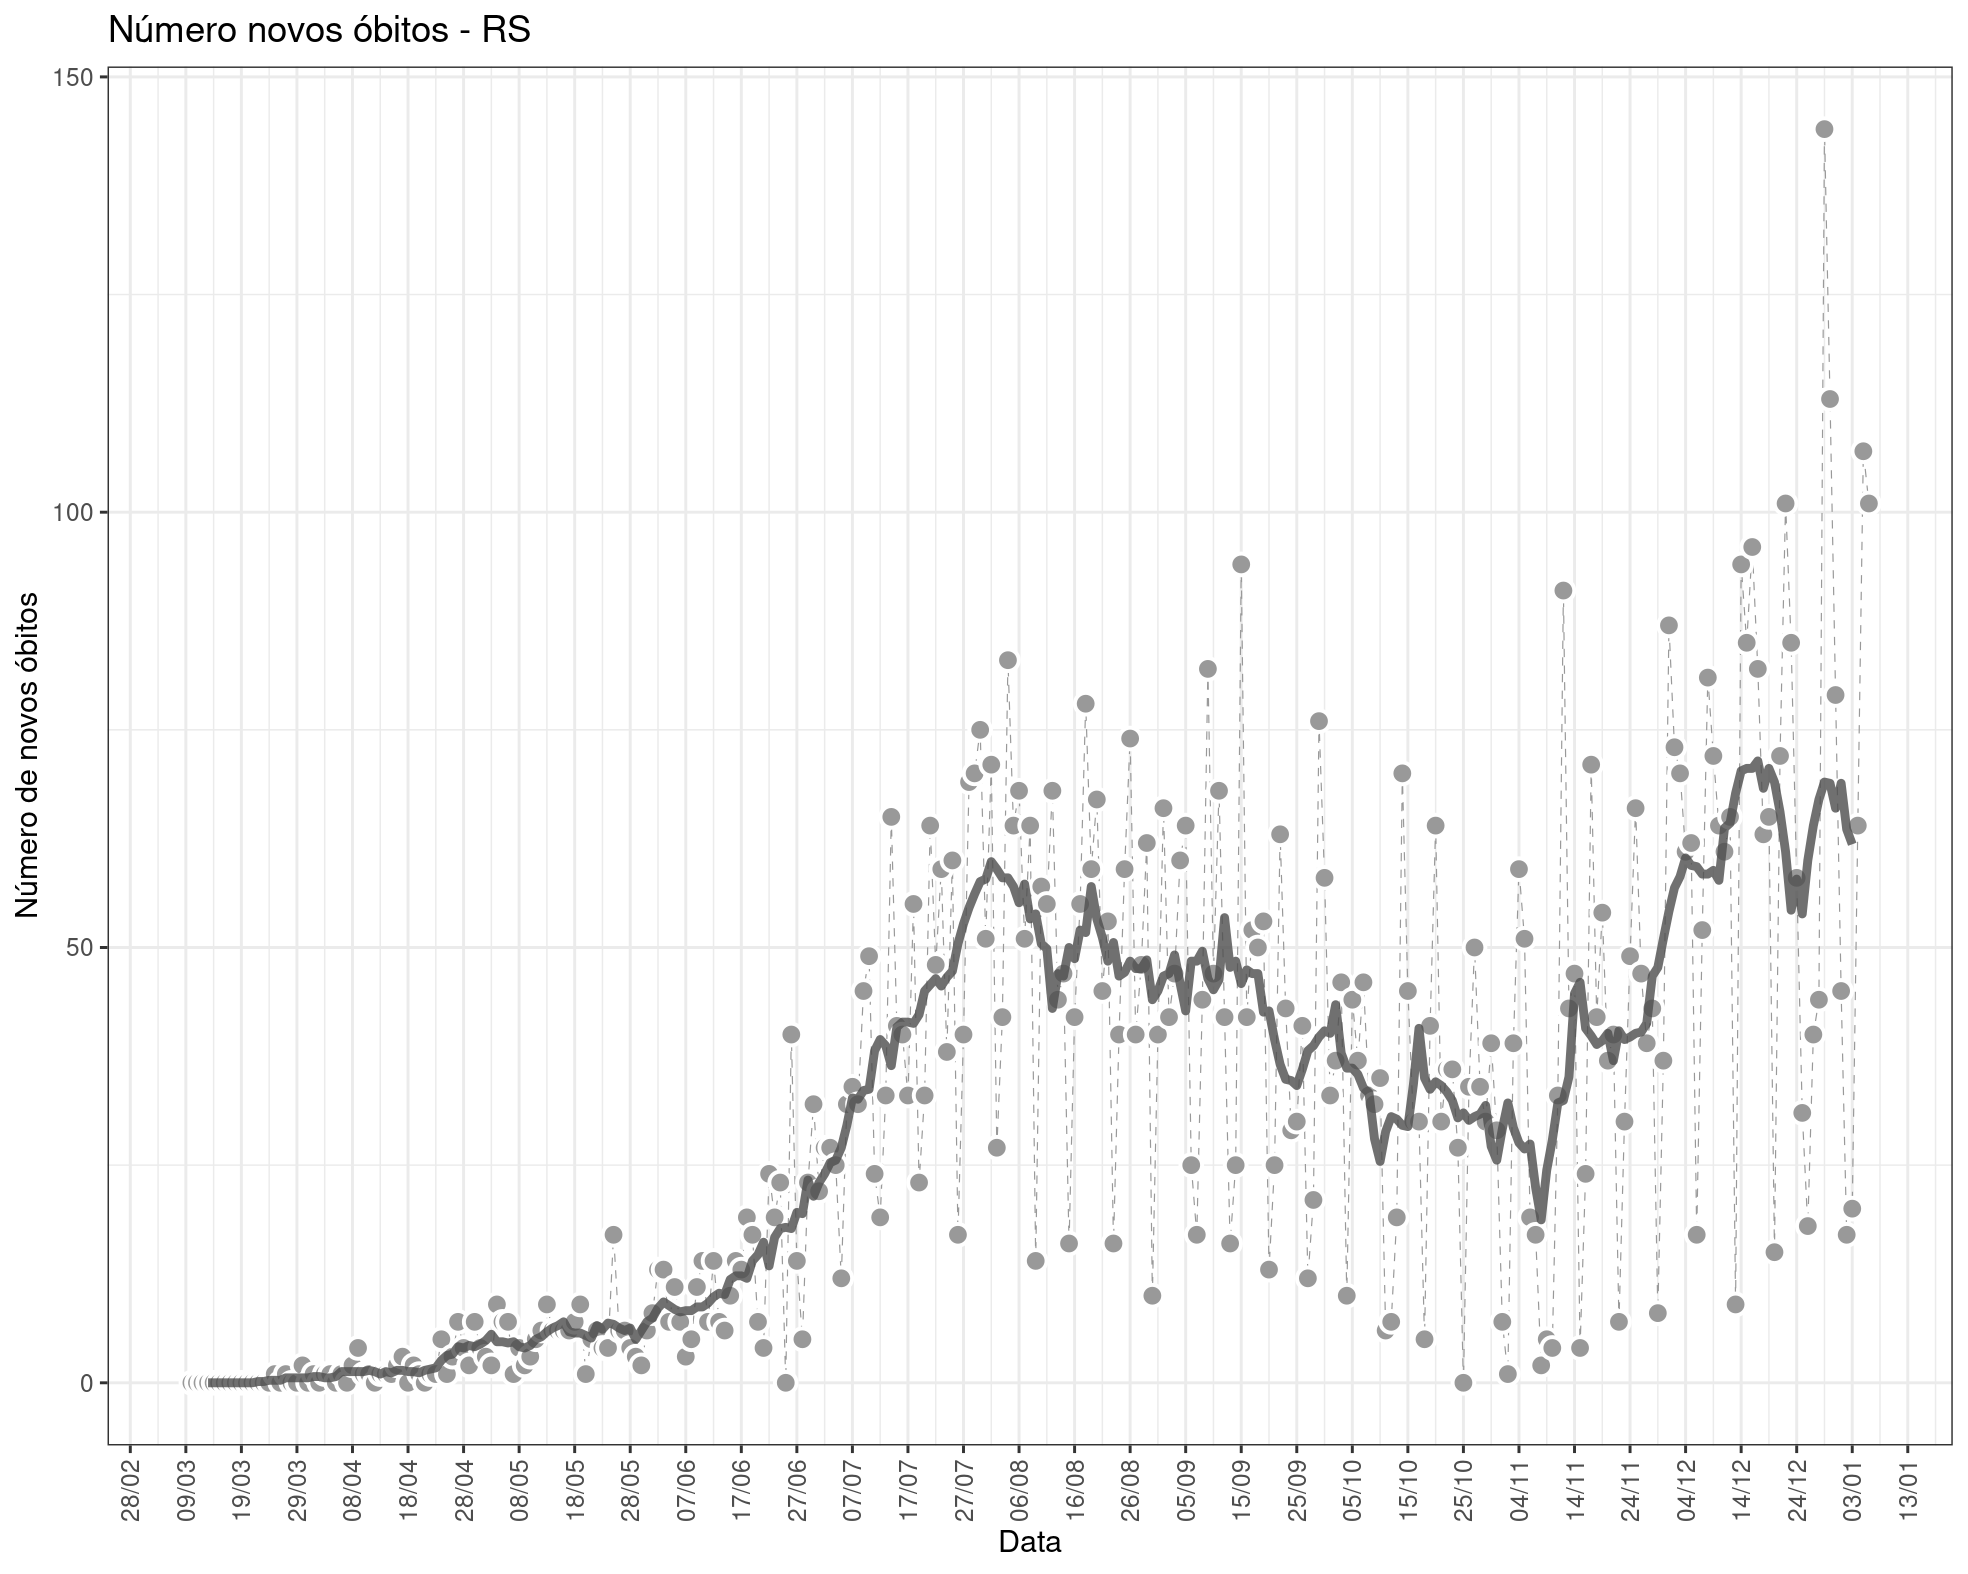 Número novos óbitos - RS
150
100
50
0
Número de novos óbitos
28/02 09/03 19/03 29/03 08/04 18/04 28/04 08/05 18/05 28/05 07/06 17/06 27/06 07/07 17/07 27/07 06/08 16/08 26/08 05/09 15/09 25/09 05/10 15/10 25/10 04/11 14/11 24/11 04/12 14/12 24/12 03/01 13/01
Data